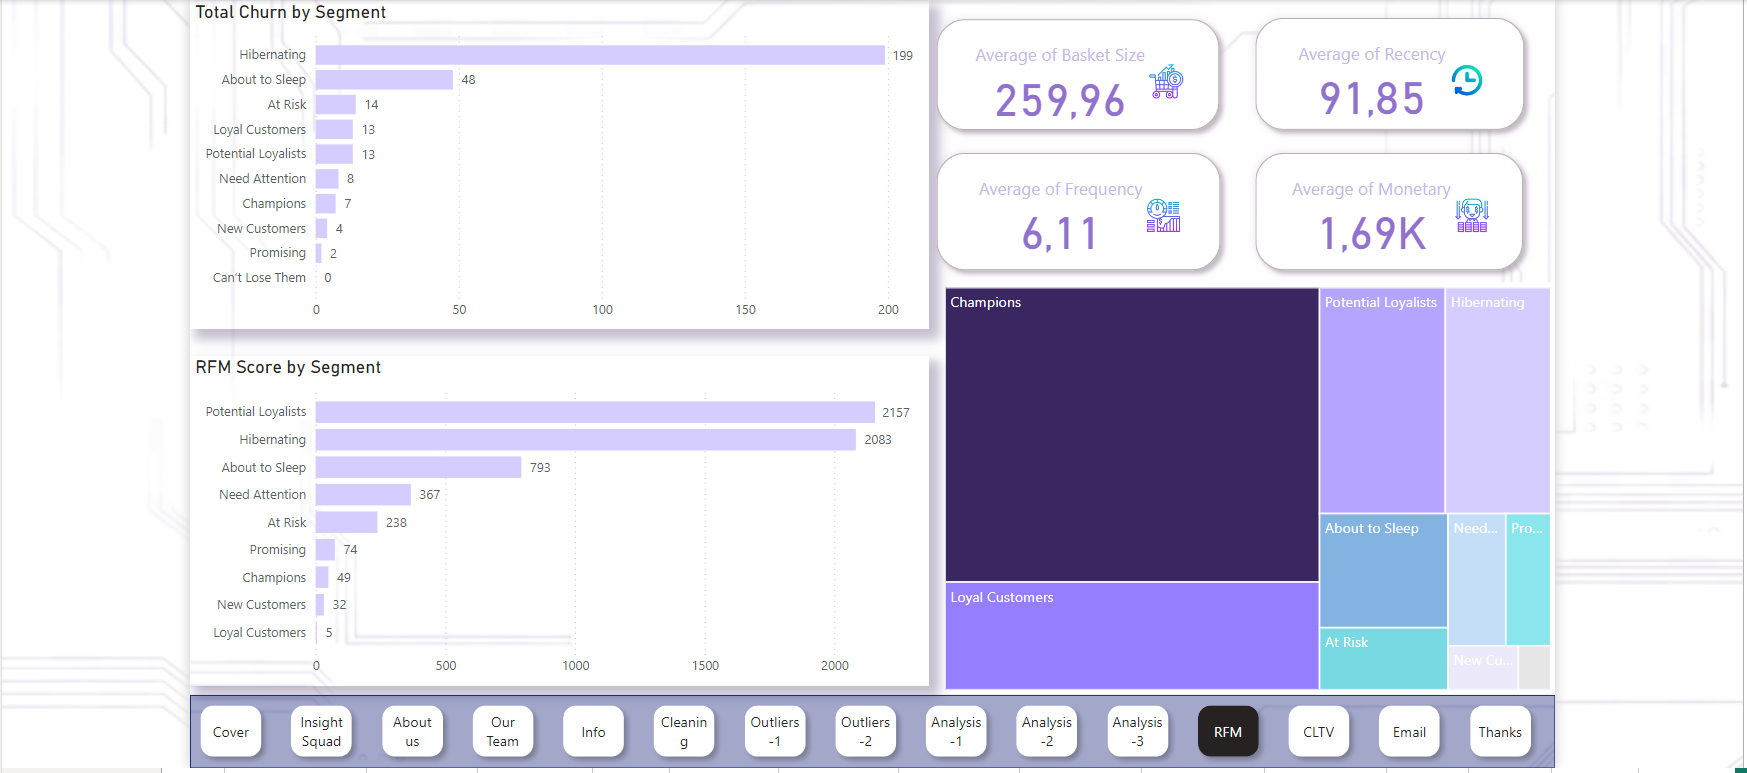 Total Churn by Segment
Hibernating 199
About to Sleep 48
At Risk 14
Loyal Customers 13
Potential Loyalists 13
Need Attention 8
Champions 7
New Customers 4
Promising 2
Can't Lose Them 0
0 50 100 150 200
RFM Score by Segment
Potential Loyalists 2157
Hibernating 2083
About to Sleep 793
Need Attention 367
At Risk 238
Promising 74
Champions 49
New Customers 32
Loyal Customers 5
0 500 1000 1500 2000
Average of Basket Size
259,96
Average of Recency
91,85
Average of Frequency
6,11
Average of Monetary
1,69K
Champions
Loyal Customers
Potential Loyalists
Hibernating
About to Sleep
Need...
Pro...
At Risk
New Cu...
Cover
Insight
Squad
About
us
Our
Team
Info
Cleanin
g
Outliers
-1
Outliers
-2
Analysis
-1
Analysis
-2
Analysis
-3
RFM
CLTV
Email
Thanks